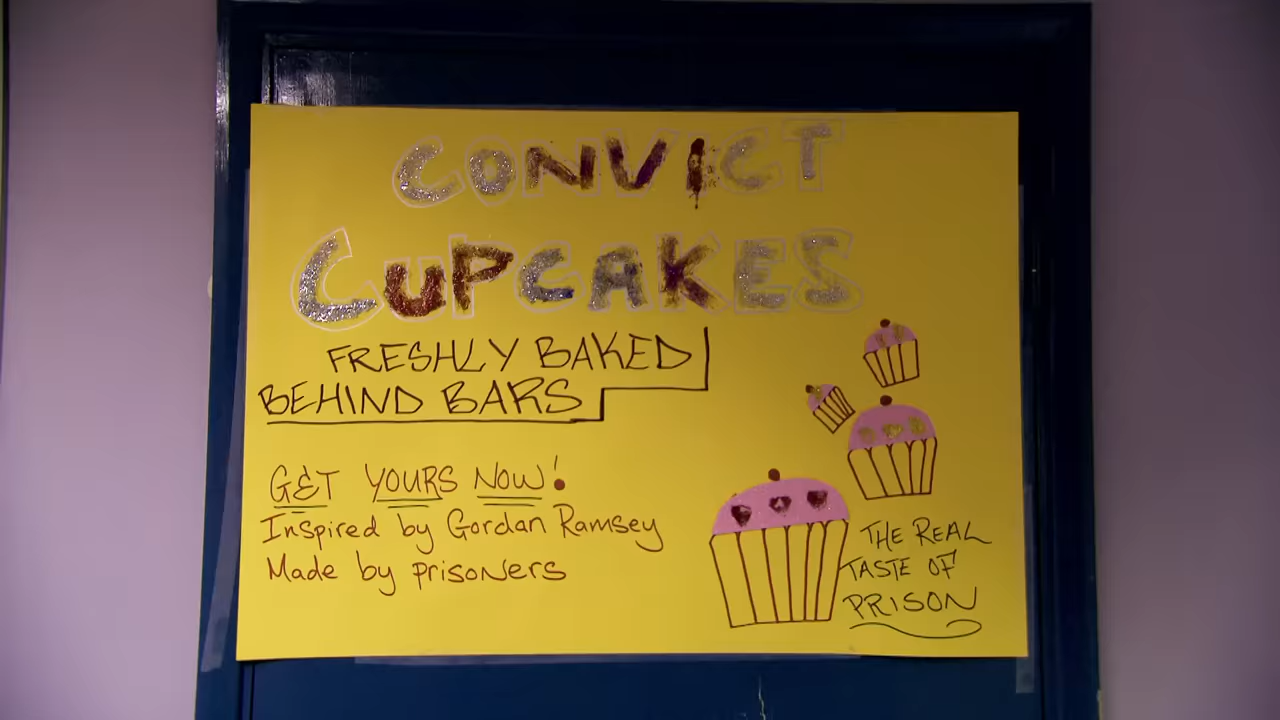 CONVICT
CUPCAKES
FRESHLY BAKED
BEHIND BARS
GET YOURS NOW!
Inspired by Gordan Ramsey
Made by prisoners
THE REAL
TASTE OF
PRISON